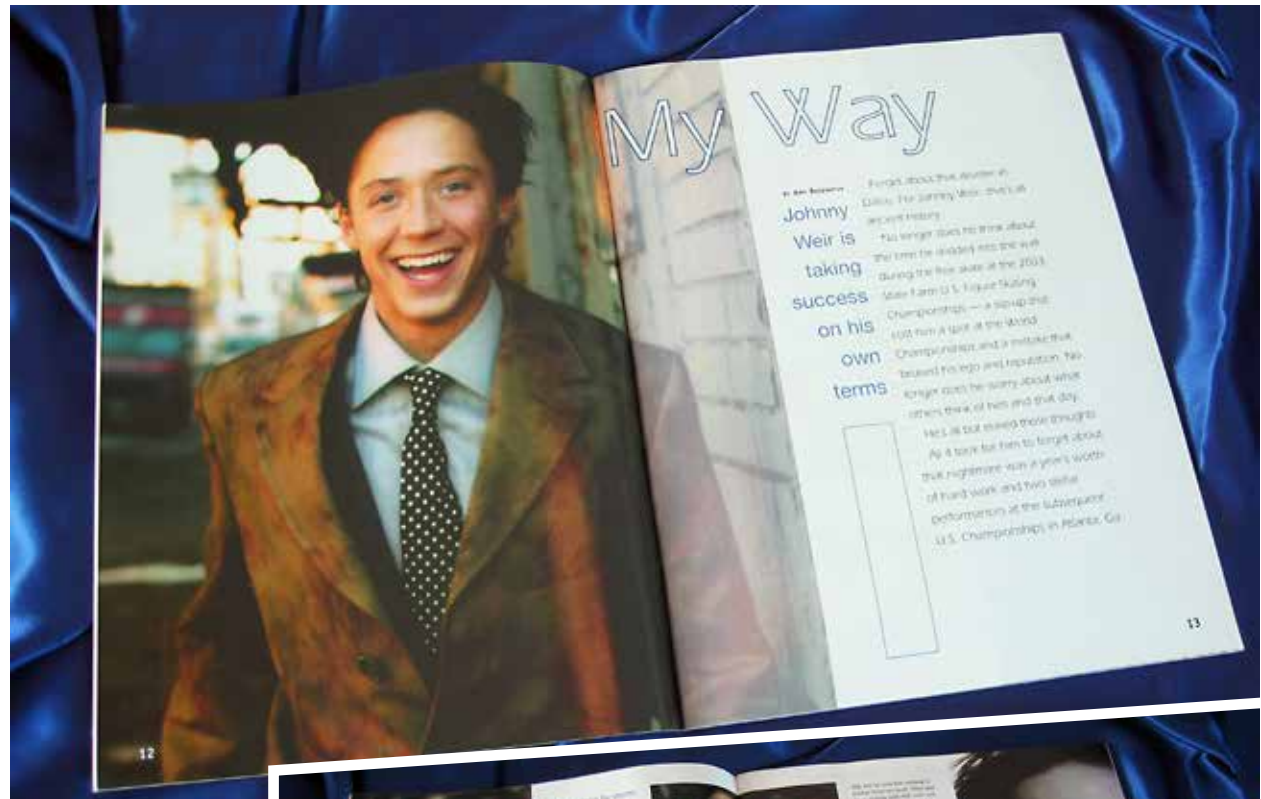 My Way
Johnny
Weir is
taking
success
on his
own
terms
Forget about that disaster in
Dallas. For Johnny Weir, that's all
ancient history.
No longer does he think about
the time he skidded into the wall
during the free skate at the 2003
State Farm U.S. Figure Skating
Championships — a slip-up that
cost him a spot at the World
Championships and a mistake that
bruised his ego and reputation. No
longer does he worry about what
others think of him and that day.
He's all but erased those thoughts.
All it took for him to forget about
that nightmare was a year's worth
of hard work and two stellar
performances at the subsequent
U.S. Championships in Atlanta, Ga.
12
13